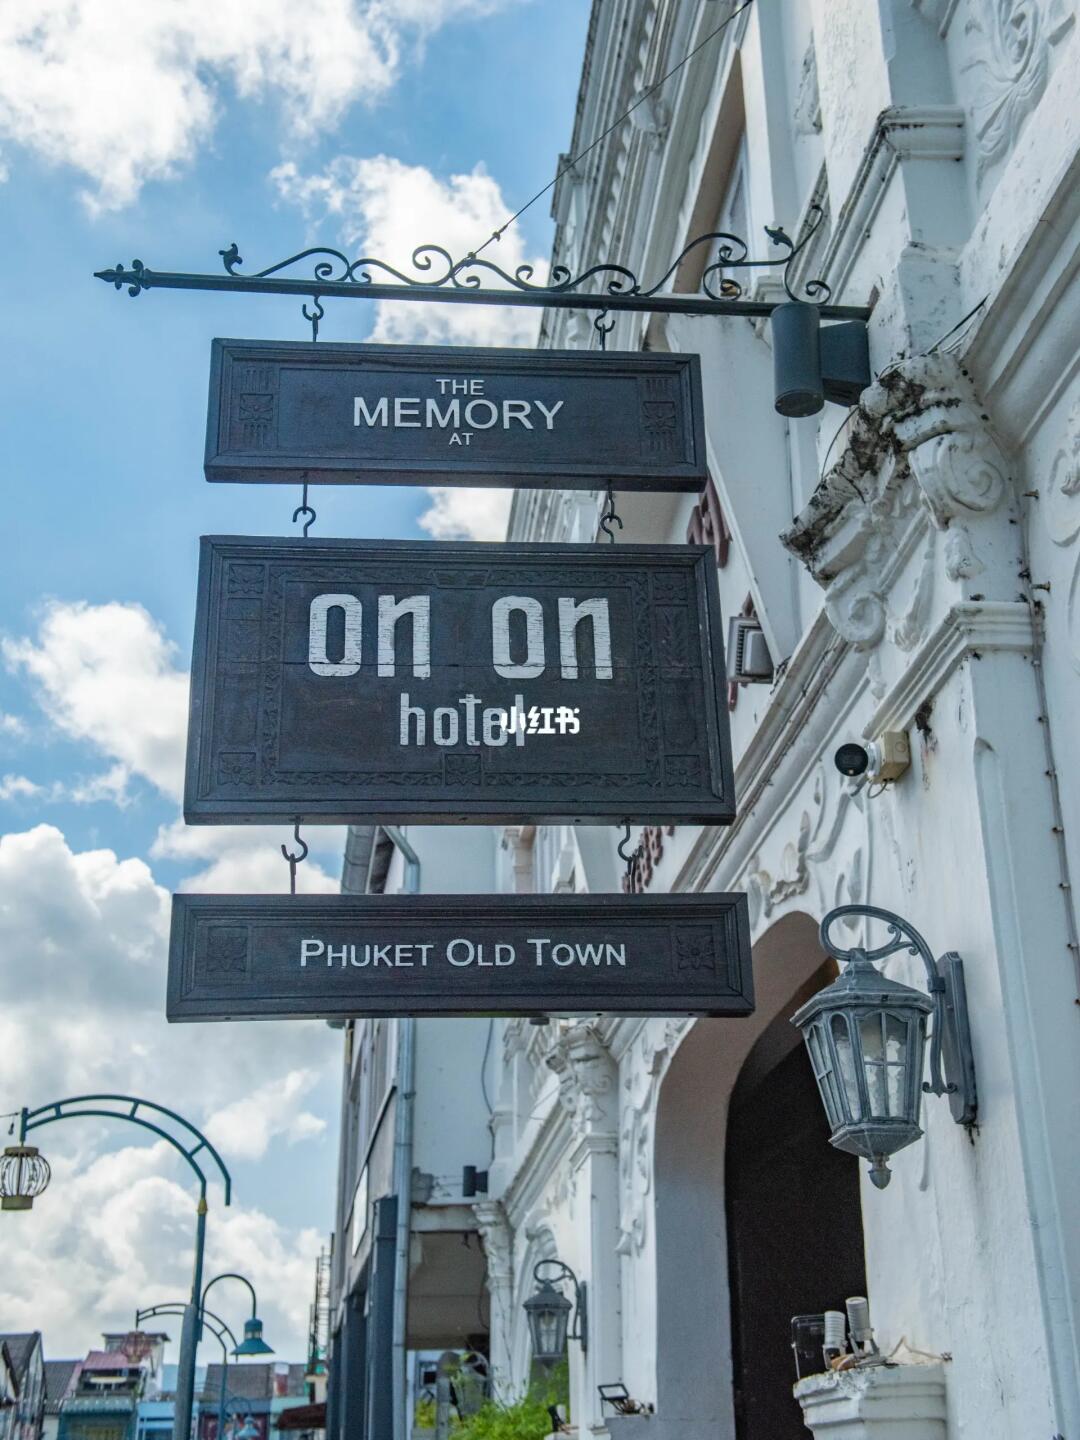 THE
MEMORY
AT
on on
hotel
小红书
PHUKET OLD TOWN